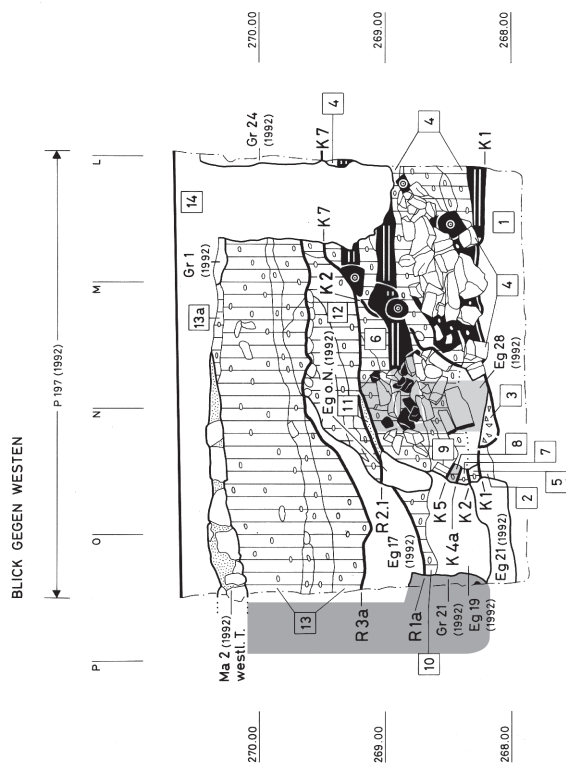 BLICK GEGEN WESTEN
P 197 (1992)
P
O
N
M
L
270.00
269.00
268.00
270.00
269.00
268.00
Ma 2 (1992)
westl. T.
13
13a
Gr 1
(1992)
14
Gr 24
(1992)
K7
4
K7
K2
12
Eg o.N. (1992)
11
6
4
R 3a
R 2.1
Eg 17
(1992)
R 1a
10
Gr 21
(1992)
Eg 19
(1992)
K5
K4a
K2
K1
Eg 21 (1992)
9
8
7
5
2
3
Eg 28
(1992)
4
1
K1